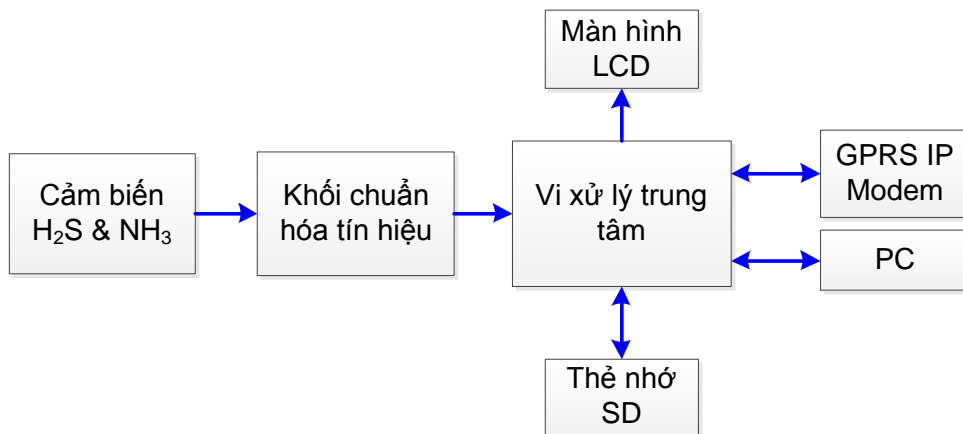 Màn hình
LCD
Cảm biến
H₂S & NH₃
Khối chuẩn
hóa tín hiệu
Vi xử lý trung
tâm
GPRS IP
Modem
PC
Thẻ nhớ
SD